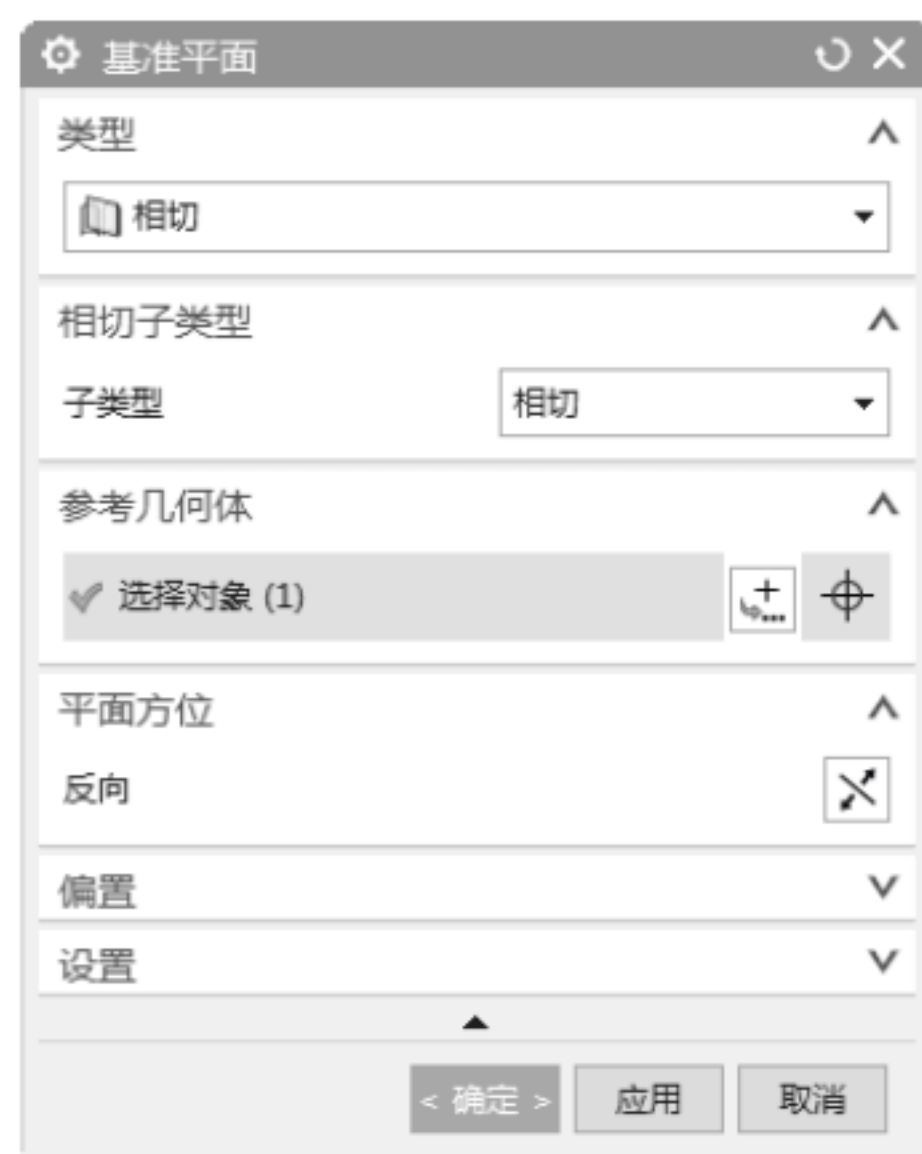 基准平面
类型
相切
相切子类型
子类型 相切
参考几何体
选择对象 (1)
平面方位
反向
偏置
设置
< 确定 > 应用 取消